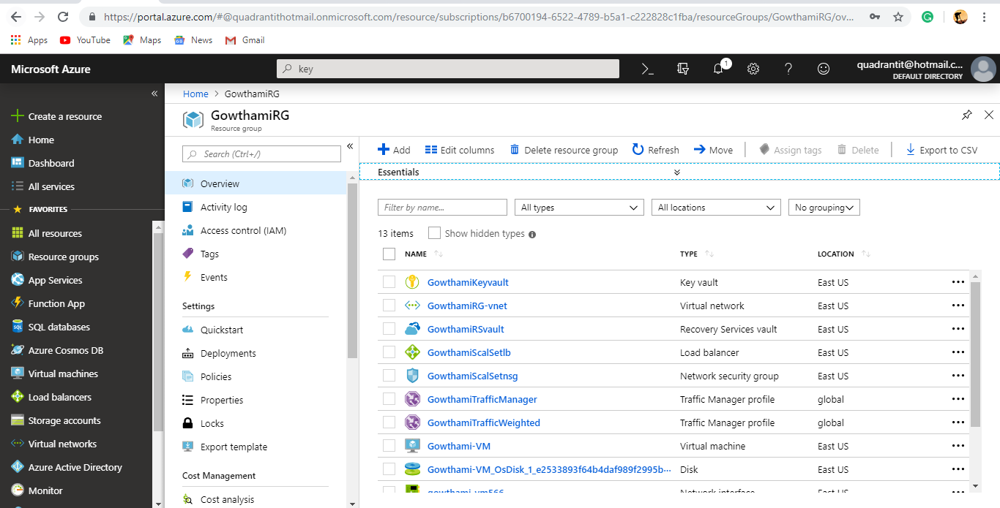 https://portal.azure.com/#@quadrantithotmail.onmicrosoft.com/resource/subscriptions/b6700194-6522-4789-b5a1-c222828c1fba/resourceGroups/GowthamiRG/ov...
Apps YouTube Maps News Gmail
Microsoft Azure
key
1
quadrantit@hotmail.c...
DEFAULT DIRECTORY
«
Create a resource
Home
Dashboard
All services
FAVORITES
All resources
Resource groups
App Services
Function App
SQL databases
Azure Cosmos DB
Virtual machines
Load balancers
Storage accounts
Virtual networks
Azure Active Directory
Monitor
Home > GowthamiRG
GowthamiRG
Resource group
Search (Ctrl+/)
«
Overview
Activity log
Access control (IAM)
Tags
Events
Settings
Quickstart
Deployments
Policies
Properties
Locks
Export template
Cost Management
Cost analysis
Add Edit columns Delete resource group Refresh Move Assign tags Delete Export to CSV
Essentials
Filter by name... All types All locations No grouping
13 items Show hidden types
NAME TYPE LOCATION
GowthamiKeyvault Key vault East US
GowthamiRG-vnet Virtual network East US
GowthamiRSvault Recovery Services vault East US
GowthamiScalSetlb Load balancer East US
GowthamiScalSetnsg Network security group East US
GowthamiTrafficManager Traffic Manager profile global
GowthamiTrafficWeighted Traffic Manager profile global
Gowthami-VM Virtual machine East US
Gowthami-VM_OsDisk_1_e2533893f64b4daf989f2995b... Disk East US
gowthami-vm566 Network interface East US